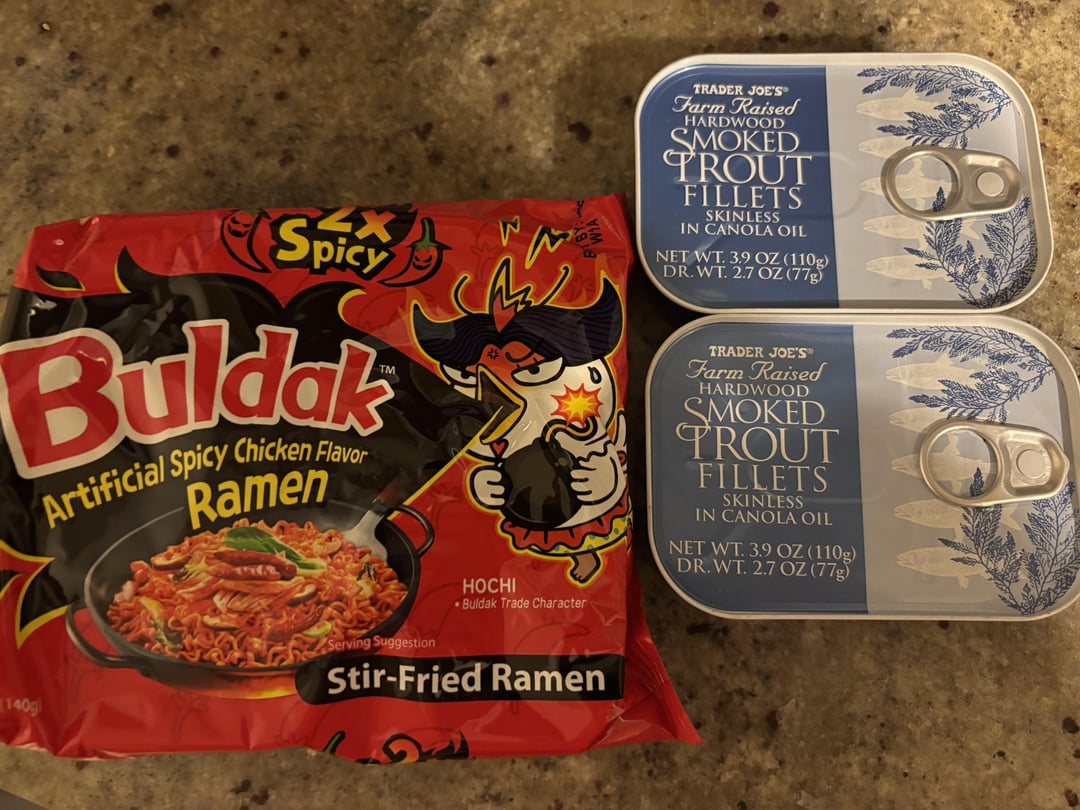 2x
Spicy
Buldak™
Artificial Spicy Chicken Flavor
Ramen
HOCHI
• Buldak Trade Character
Serving Suggestion
Stir-Fried Ramen
(140g)
TRADER JOE'S®
Farm Raised
HARDWOOD
SMOKED
TROUT
FILLETS
SKINLESS
IN CANOLA OIL
NET WT. 3.9 OZ (110g)
DR. WT. 2.7 OZ (77g)
TRADER JOE'S®
Farm Raised
HARDWOOD
SMOKED
TROUT
FILLETS
SKINLESS
IN CANOLA OIL
NET WT. 3.9 OZ (110g)
DR. WT. 2.7 OZ (77g)